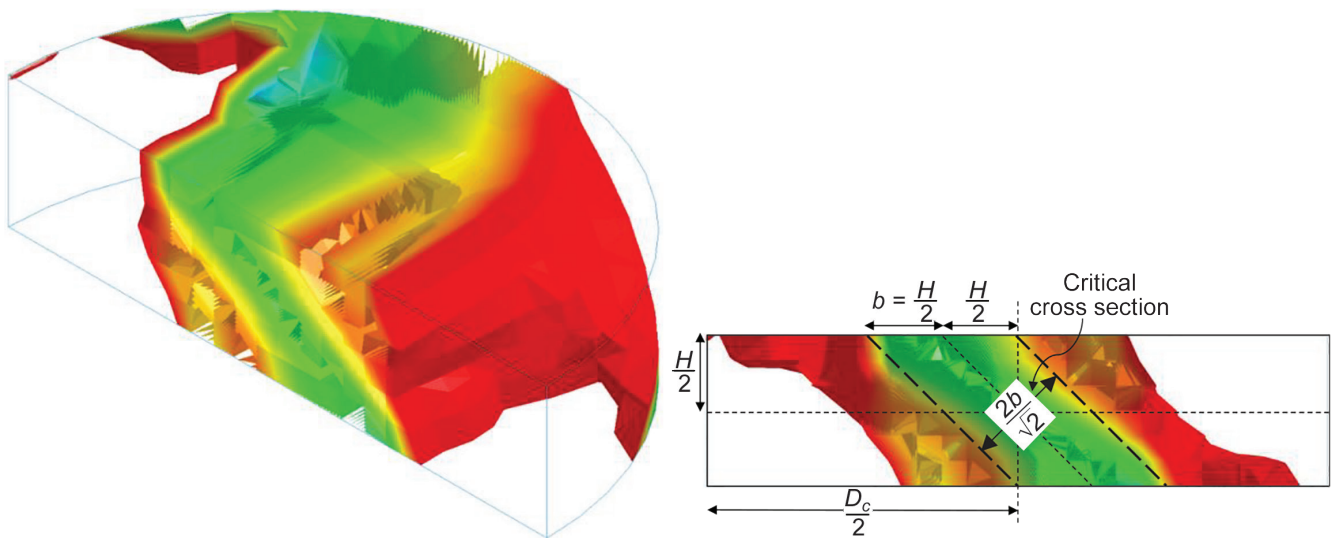 Critical
cross section
b = H/2
H/2
H/2
2b/√2
D_c/2